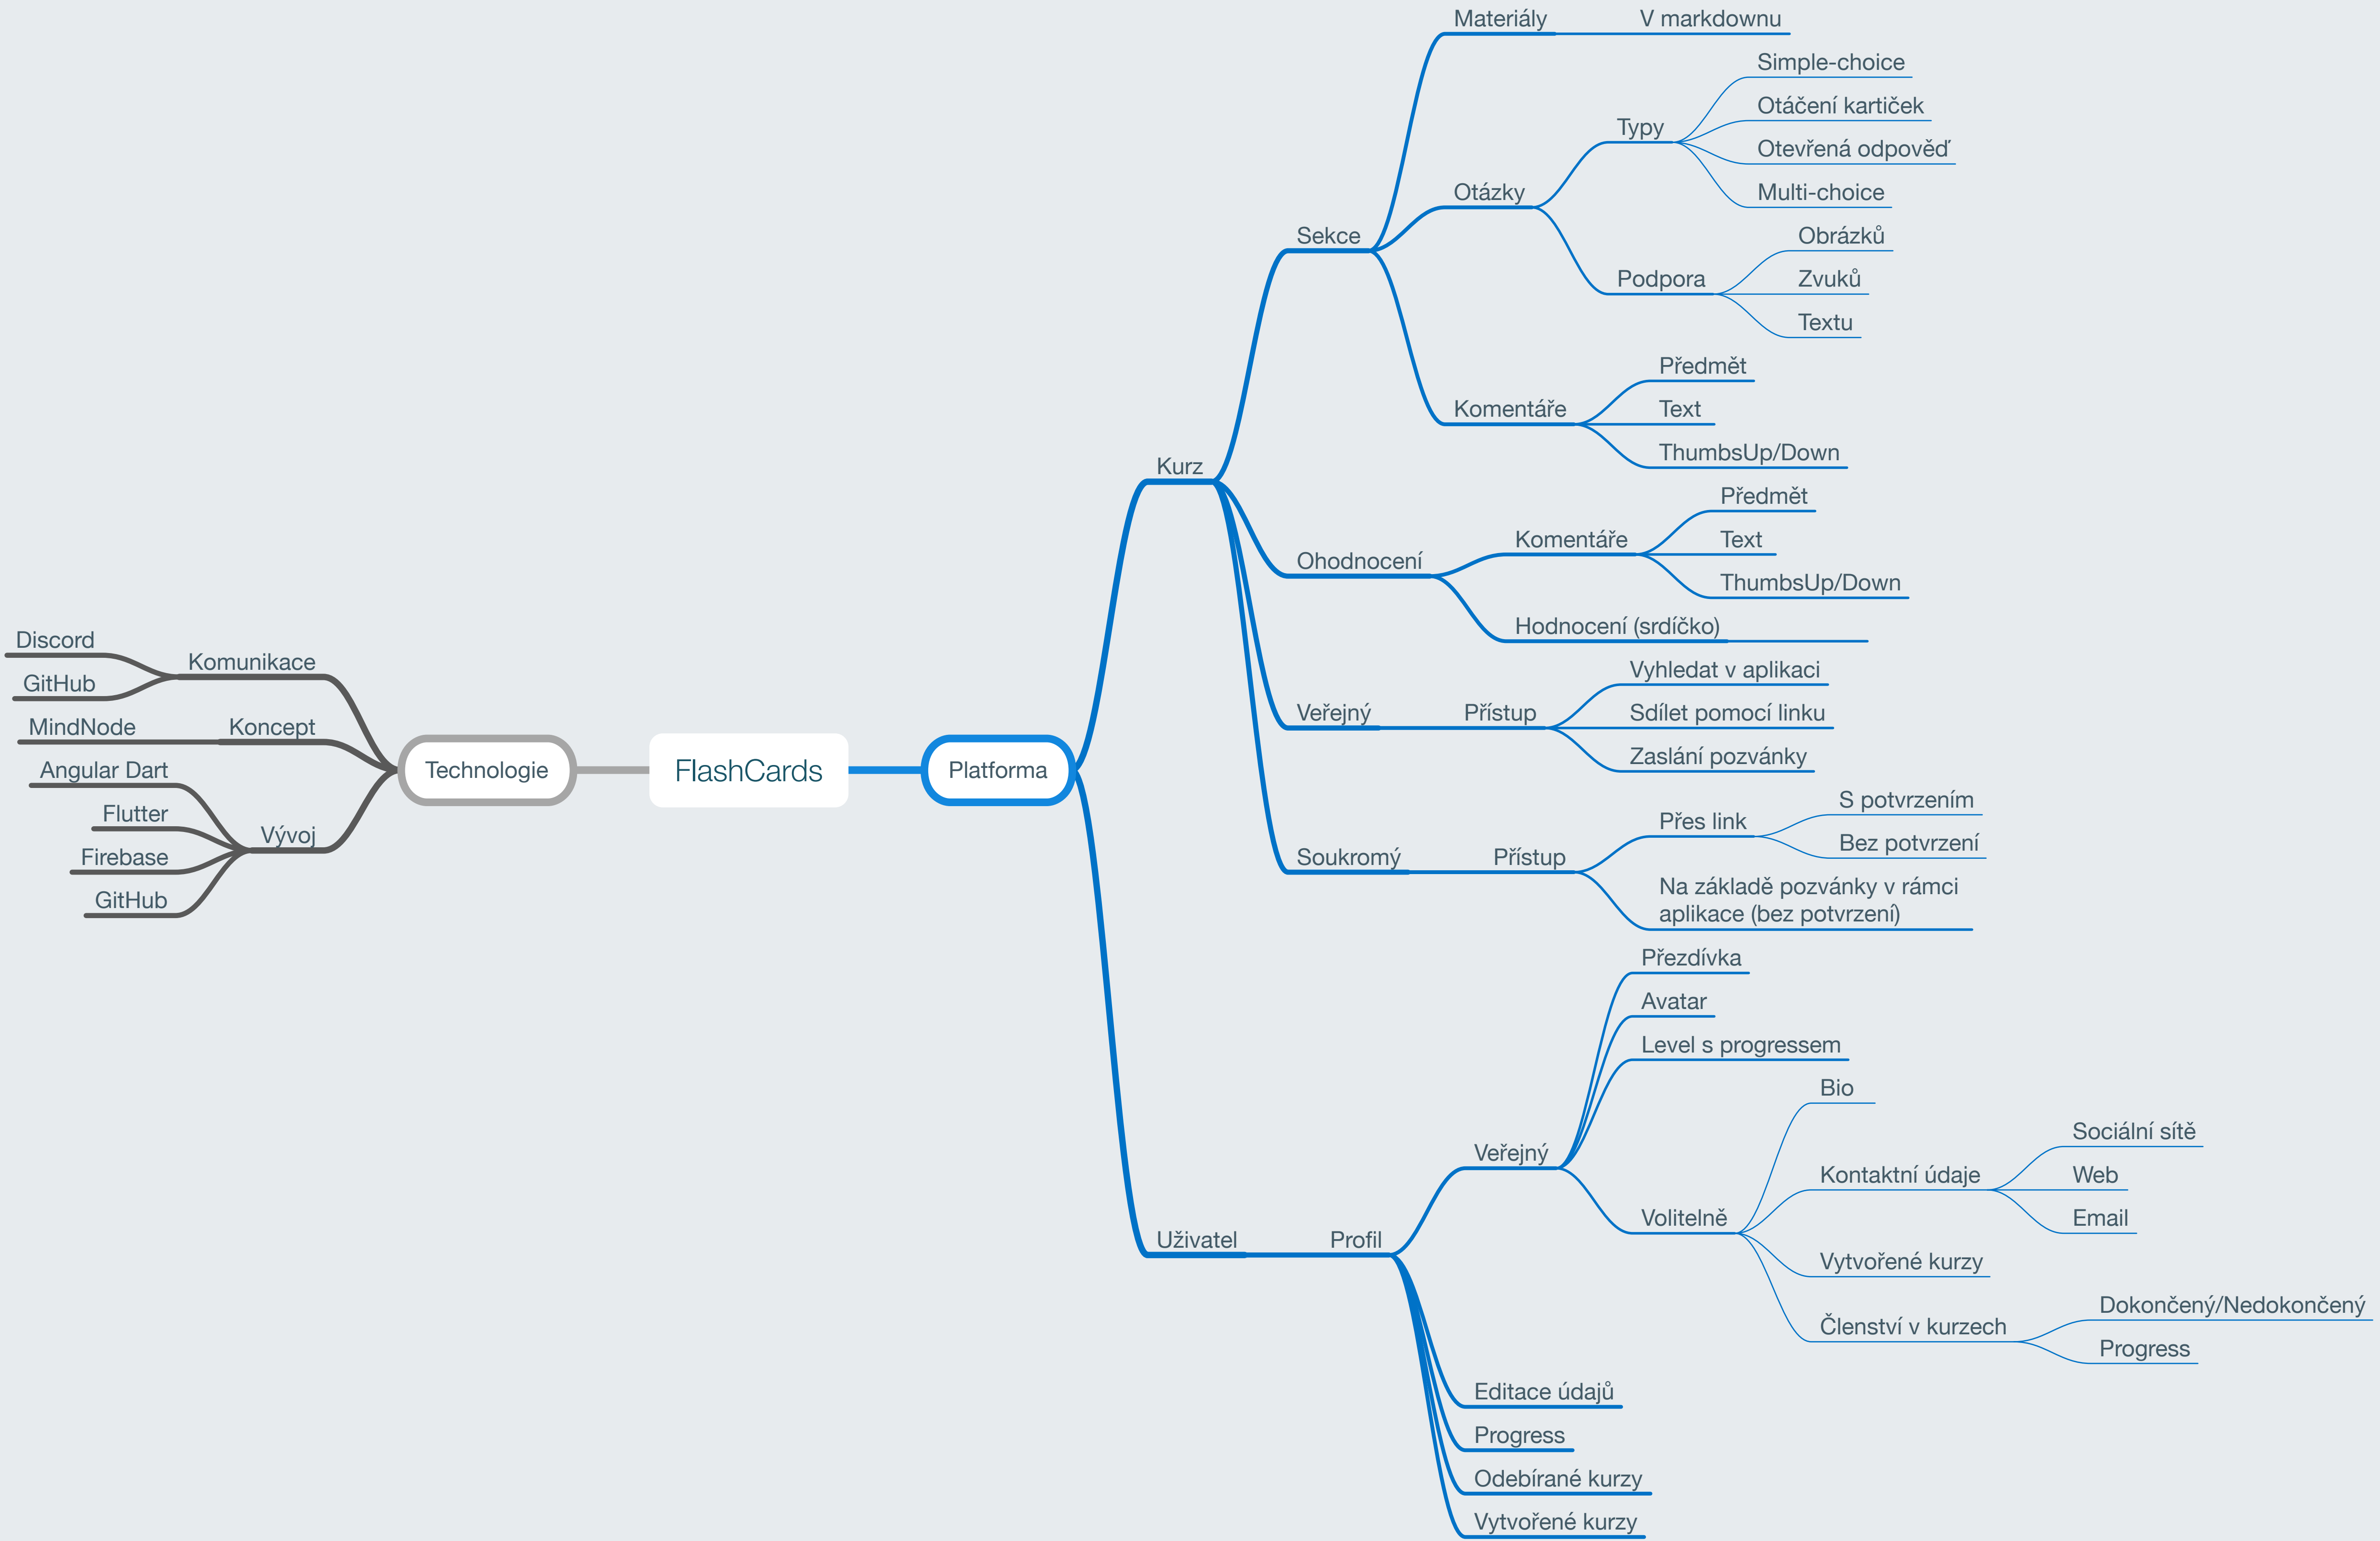 FlashCards
Technologie
Komunikace
Discord
GitHub
Koncept
MindNode
Vývoj
Angular Dart
Flutter
Firebase
GitHub
Platforma
Kurz
Sekce
Materiály
V markdownu
Otázky
Typy
Simple-choice
Otáčení kartiček
Otevřená odpověď
Multi-choice
Podpora
Obrázků
Zvuků
Textu
Komentáře
Předmět
Text
ThumbsUp/Down
Ohodnocení
Komentáře
Předmět
Text
ThumbsUp/Down
Hodnocení (srdíčko)
Veřejný
Přístup
Vyhledat v aplikaci
Sdílet pomocí linku
Zaslání pozvánky
Soukromý
Přístup
Přes link
S potvrzením
Bez potvrzení
Na základě pozvánky v rámci
aplikace (bez potvrzení)
Uživatel
Profil
Veřejný
Přezdívka
Avatar
Level s progressem
Volitelně
Bio
Kontaktní údaje
Sociální sítě
Web
Email
Vytvořené kurzy
Členství v kurzech
Dokončený/Nedokončený
Progress
Editace údajů
Progress
Odebírané kurzy
Vytvořené kurzy